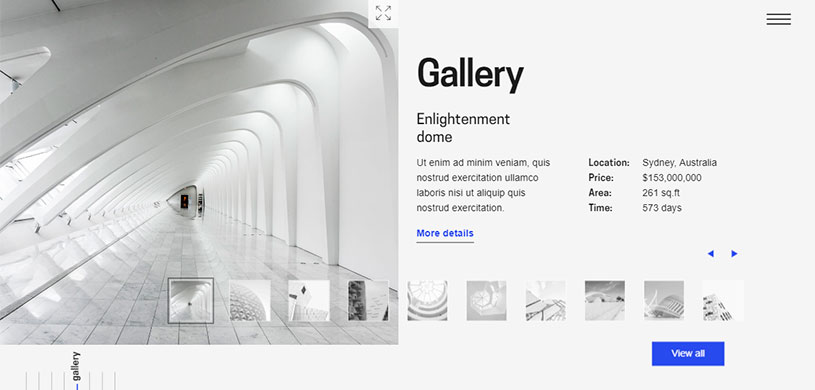 Gallery
Enlightenment
dome
Ut enim ad minim veniam, quis
nostrud exercitation ullamco
laboris nisi ut aliquip quis
nostrud exercitation.
More details
Location: Sydney, Australia
Price: $153,000,000
Area: 261 sq.ft
Time: 573 days
View all
gallery